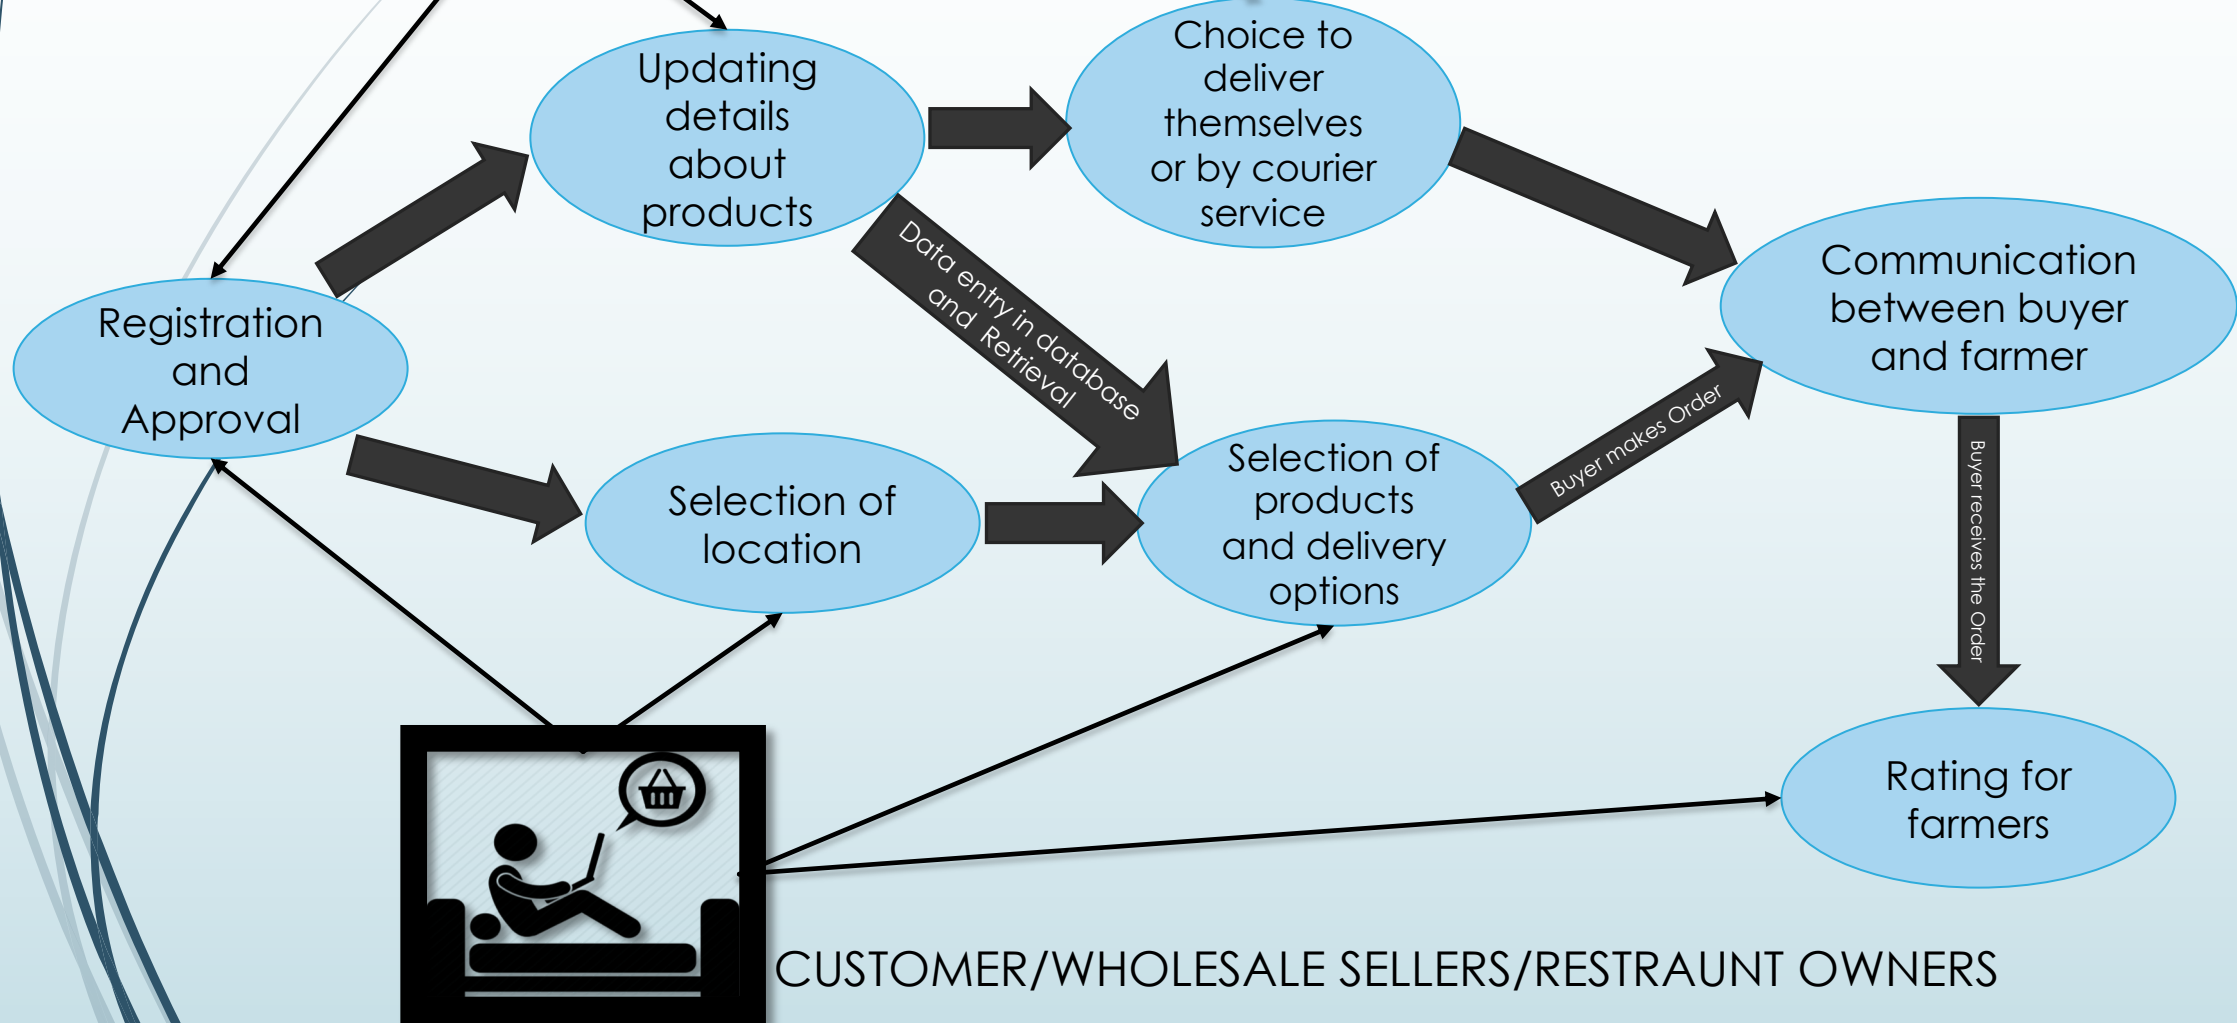 Updating
details
about
products
Choice to
deliver
themselves
or by courier
service
Communication
between buyer
and farmer
Registration
and
Approval
Data entry in database
and Retrieval
Selection of
location
Selection of
products
and delivery
options
Buyer makes Order
Buyer receives the Order
Rating for
farmers
CUSTOMER/WHOLESALE SELLERS/RESTRAUNT OWNERS